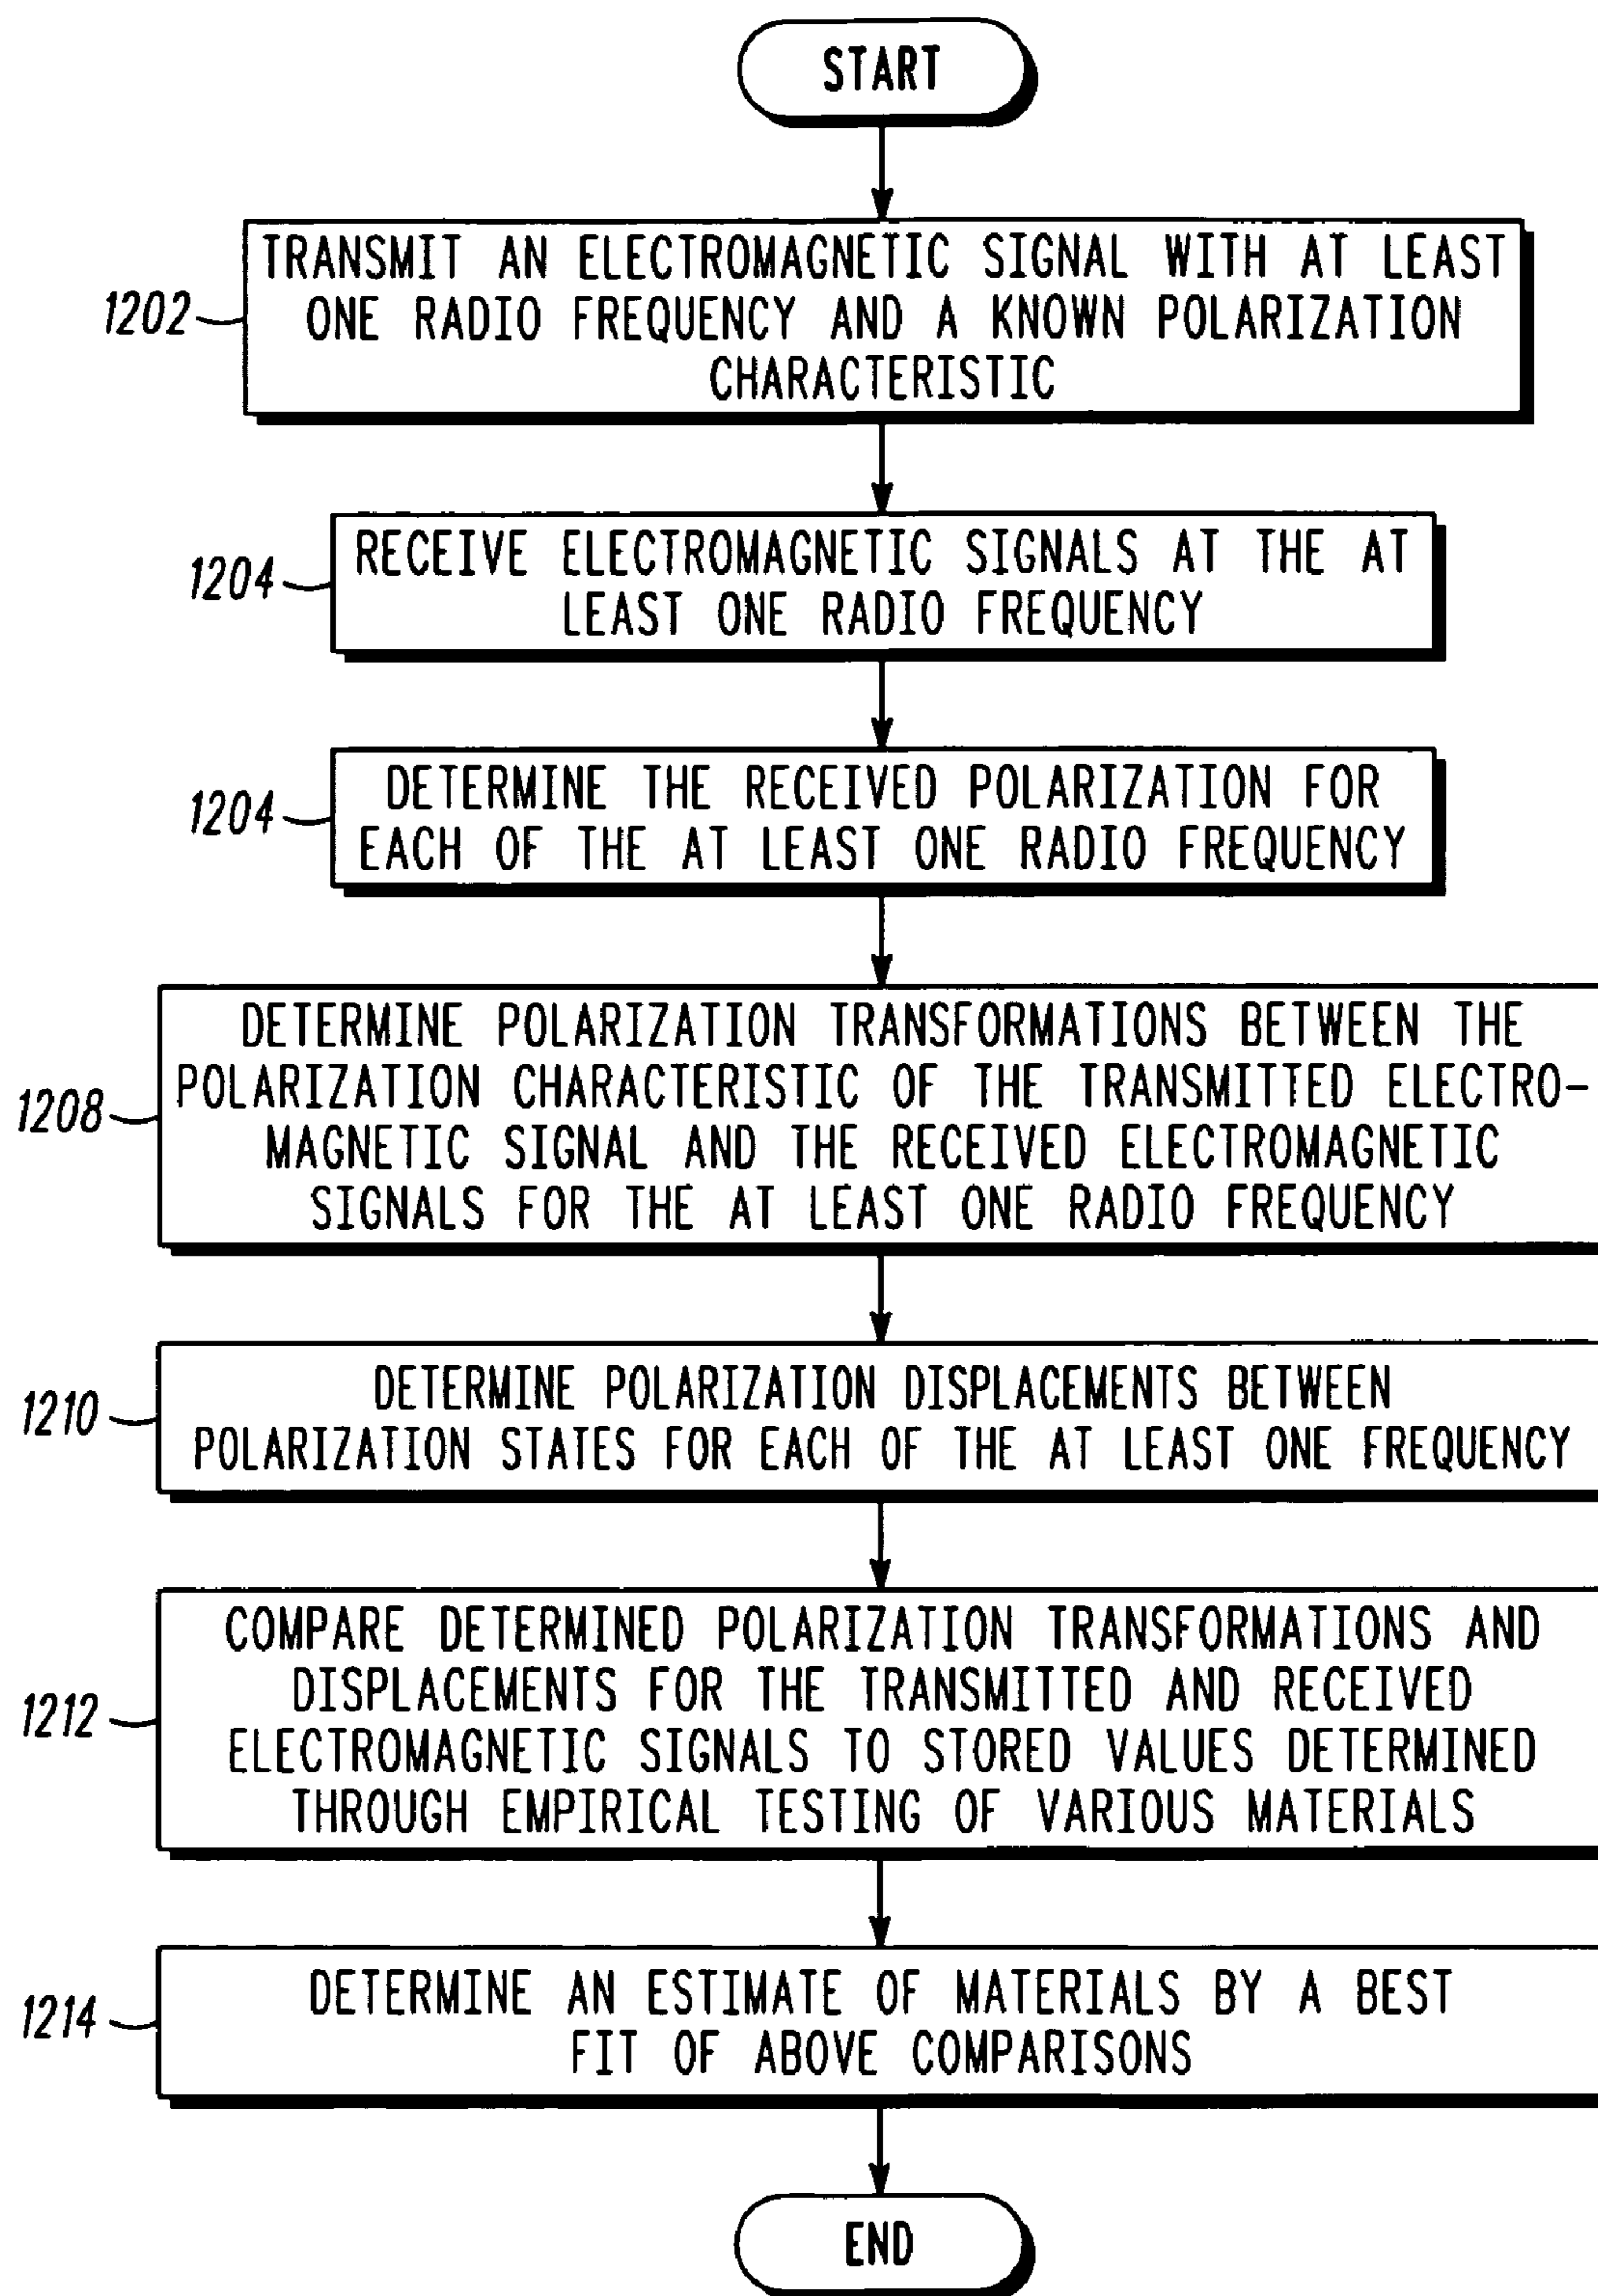 START
1202
TRANSMIT AN ELECTROMAGNETIC SIGNAL WITH AT LEAST
ONE RADIO FREQUENCY AND A KNOWN POLARIZATION
CHARACTERISTIC
1204
RECEIVE ELECTROMAGNETIC SIGNALS AT THE AT
LEAST ONE RADIO FREQUENCY
1204
DETERMINE THE RECEIVED POLARIZATION FOR
EACH OF THE AT LEAST ONE RADIO FREQUENCY
1208
DETERMINE POLARIZATION TRANSFORMATIONS BETWEEN THE
POLARIZATION CHARACTERISTIC OF THE TRANSMITTED ELECTRO-
MAGNETIC SIGNAL AND THE RECEIVED ELECTROMAGNETIC
SIGNALS FOR THE AT LEAST ONE RADIO FREQUENCY
1210
DETERMINE POLARIZATION DISPLACEMENTS BETWEEN
POLARIZATION STATES FOR EACH OF THE AT LEAST ONE FREQUENCY
1212
COMPARE DETERMINED POLARIZATION TRANSFORMATIONS AND
DISPLACEMENTS FOR THE TRANSMITTED AND RECEIVED
ELECTROMAGNETIC SIGNALS TO STORED VALUES DETERMINED
THROUGH EMPIRICAL TESTING OF VARIOUS MATERIALS
1214
DETERMINE AN ESTIMATE OF MATERIALS BY A BEST
FIT OF ABOVE COMPARISONS
END